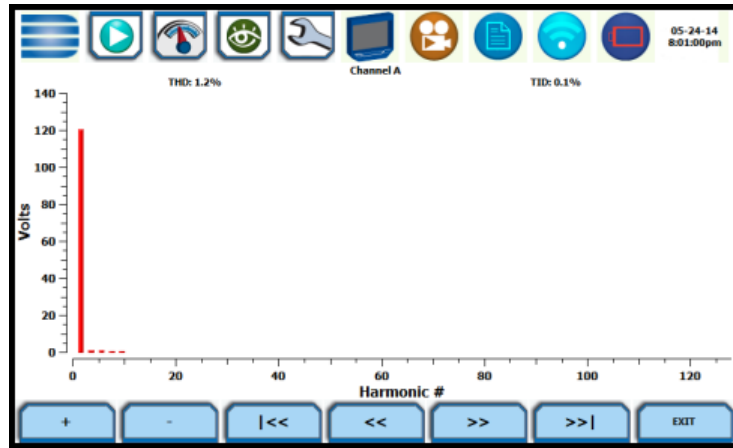 05-24-14
8:01:00pm
Channel A
THD: 1.2%
TID: 0.1%
140
120
100
80
60
40
20
0
Volts
0 20 40 60 80 100 120
Harmonic #
+ - |<< << >> >>| EXIT